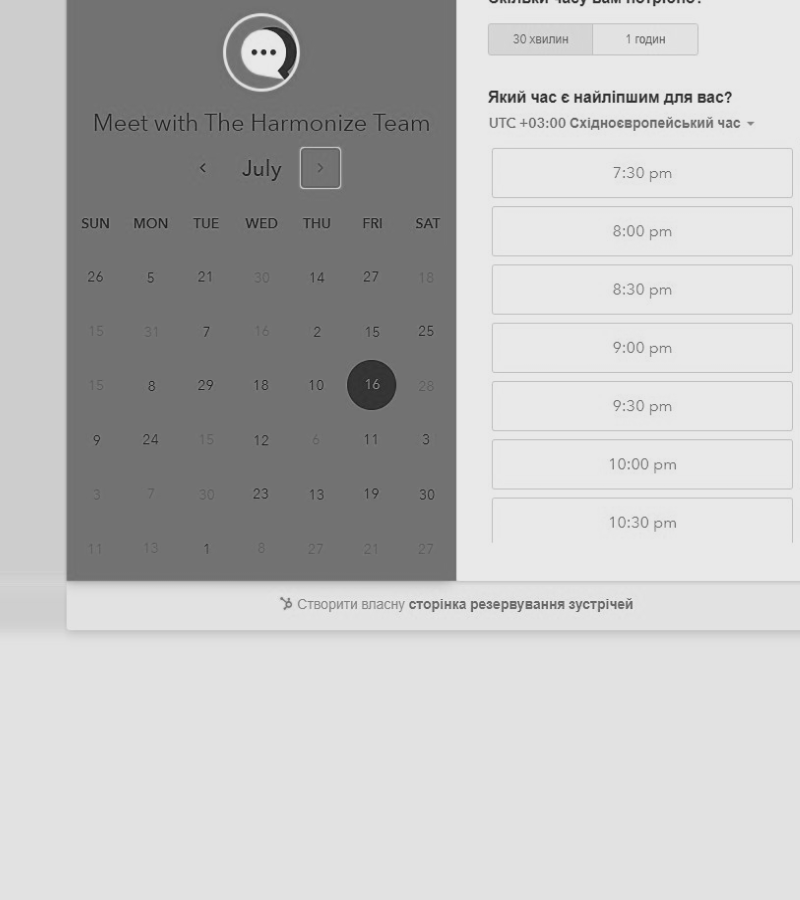 Скільки часу вам потрібно?
30 хвилин 1 годин
Meet with The Harmonize Team
Який час є найліпшим для вас?
UTC +03:00 Східноєвропейський час
July
SUN MON TUE WED THU FRI SAT
26 5 21 30 14 27 18
15 31 7 16 2 15 25
15 8 29 18 10 16 28
9 24 15 12 6 11 3
3 7 30 23 13 19 30
11 13 1 8 27 21 27
7:30 pm
8:00 pm
8:30 pm
9:00 pm
9:30 pm
10:00 pm
10:30 pm
Створити власну сторінка резервування зустрічей